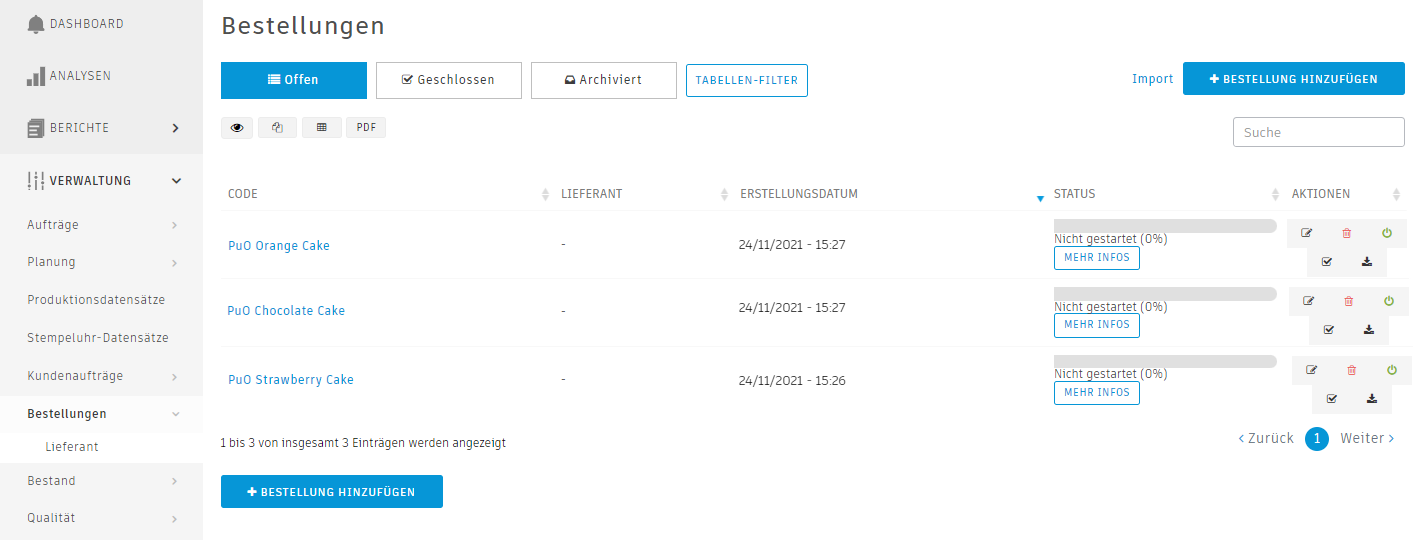 DASHBOARD
ANALYSEN
BERICHTE
VERWALTUNG
Aufträge
Planung
Produktionsdatensätze
Stempeluhr-Datensätze
Kundenaufträge
Bestellungen
Lieferant
Bestand
Qualität
Bestellungen
Offen
Geschlossen
Archiviert
TABELLEN-FILTER
Import
BESTELLUNG HINZUFÜGEN
PDF
Suche
CODE LIEFERANT ERSTELLUNGSDATUM STATUS AKTIONEN
PuO Orange Cake - 24/11/2021 - 15:27 Nicht gestartet (0%)
MEHR INFOS
PuO Chocolate Cake - 24/11/2021 - 15:27 Nicht gestartet (0%)
MEHR INFOS
PuO Strawberry Cake - 24/11/2021 - 15:26 Nicht gestartet (0%)
MEHR INFOS
1 bis 3 von insgesamt 3 Einträgen werden angezeigt
Zurück 1 Weiter
BESTELLUNG HINZUFÜGEN